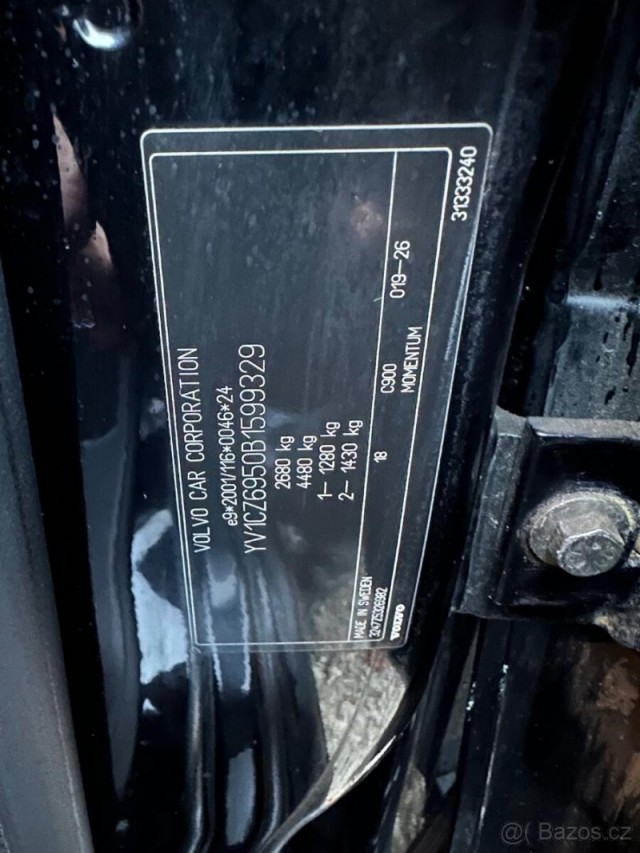 VOLVO CAR CORPORATION
e9*2001/116*0046*24
YV1CZ6950B1599329
2680 kg
4480 kg
1– 1280 kg
2– 1430 kg
18
C900
019–26
MOMENTUM
MADE IN SWEDEN
VOLVO
31333240
@( Bazos.cz